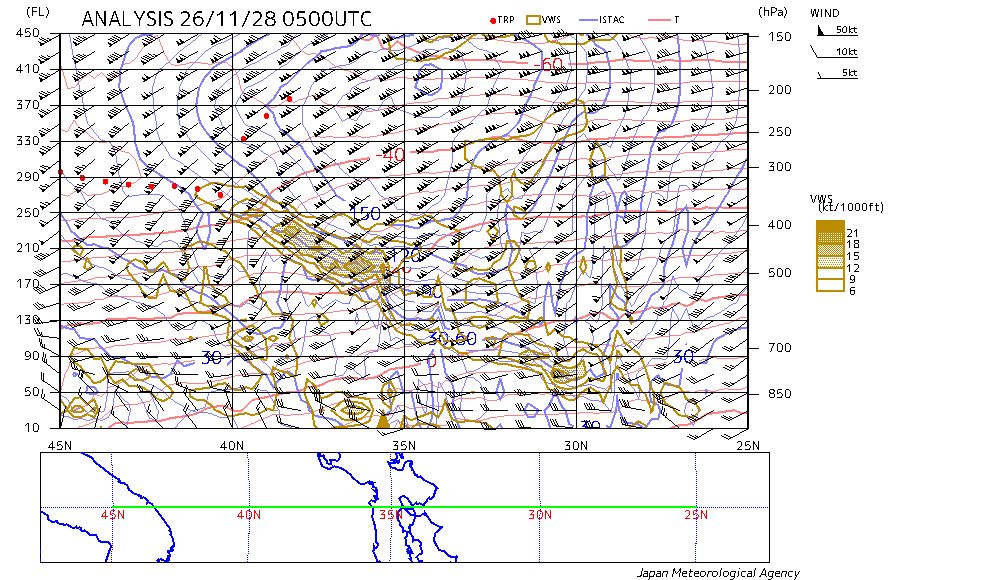 (FL) ANALYSIS 26/11/28 0500UTC TRP VWS ISTAC T (hPa) WIND
450 150 50kt
10kt
5kt
410 -60
370 200
330 250
-40
290 300
250 150 VWS
(kt/1000ft)
400
21
210 18
120 15
500 12
170 90 9
6
130
30 60 700
90 30 0 30
50 850
10 30
45N 40N 35N 30N 25N
45N 40N 35N 30N 25N
Japan Meteorological Agency